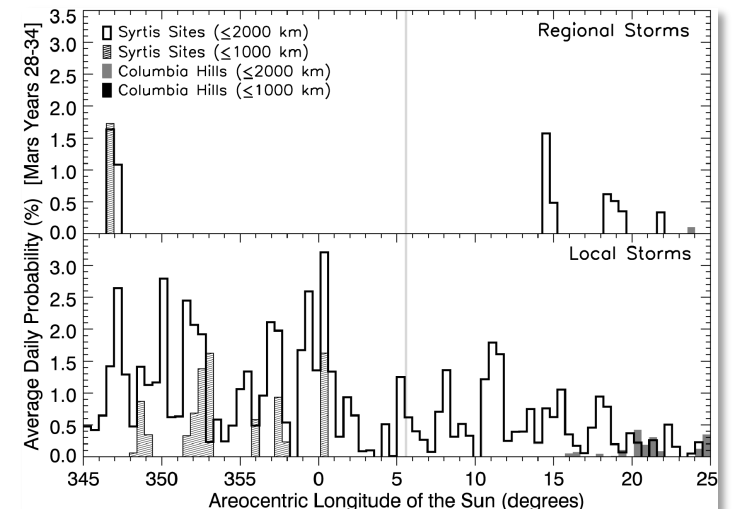 Average Daily Probability (%) [Mars Years 28-34]
3.5
3.0
2.5
2.0
1.5
1.0
0.5
0.0
Syrtis Sites (≤2000 km)
Syrtis Sites (≤1000 km)
Columbia Hills (≤2000 km)
Columbia Hills (≤1000 km)
Regional Storms
3.0
2.5
2.0
1.5
1.0
0.5
0.0
Local Storms
345 350 355 0 5 10 15 20 25
Areocentric Longitude of the Sun (degrees)